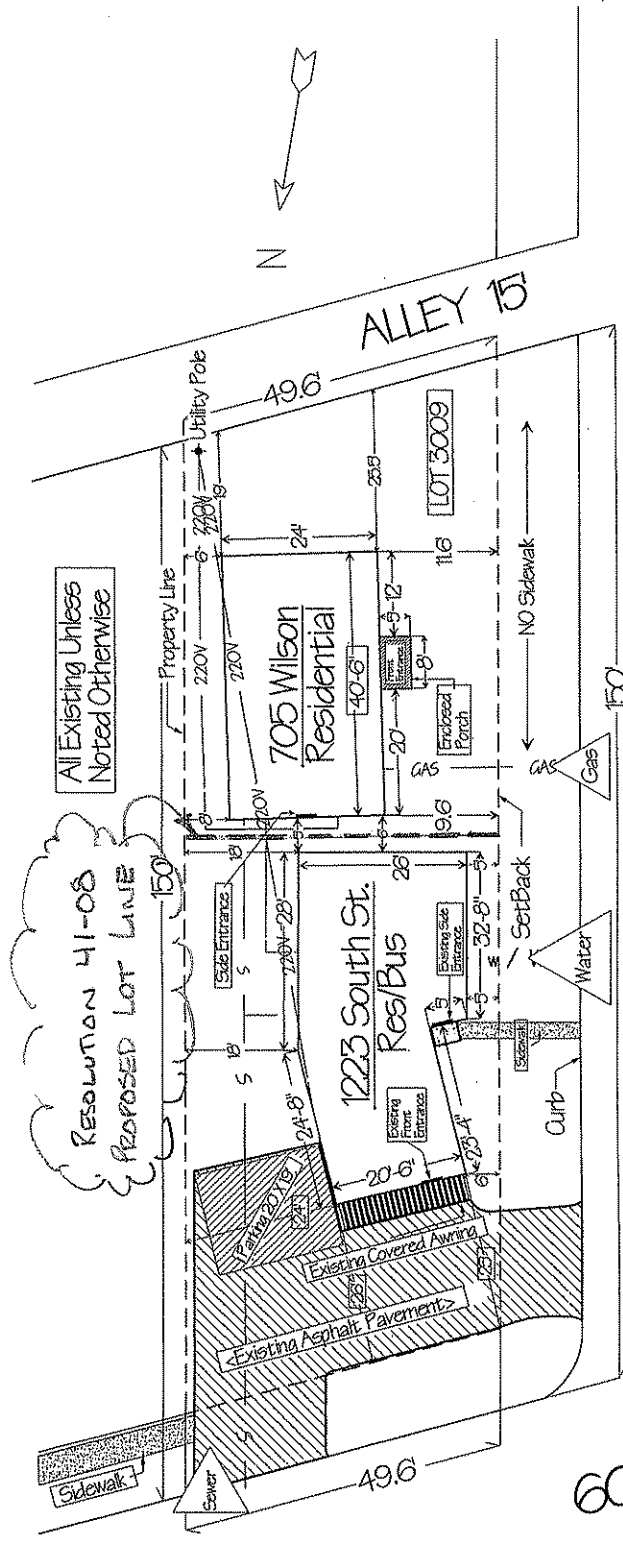 RESOLUTION 41-08
PROPOSED LOT LINE
All Existing Unless
Noted Otherwise
150'
Property Line
N
ALLEY 15'
49.6'
Utility Pole
220V
220V
19'
6'
220V
220V
24'
25.8'
LOT 3009
11.6'
705 Wilson
Residential
40'-6"
5'-12'
8'
Front
Entrance
20'
Enclosed
Porch
GAS
GAS
Gas
NO Sidewalk
150'
8'
220V
5'
6'
9.6'
18'
Side Entrance
220V
28'
26'
5'
32'-8"
SetBack
W
Water
S
S
18'
1223 South St.
Res/Bus
Existing Side
Entrance
5'
5'
Sidewalk
Curb
24'-8"
Existing
Front
Entrance
20'-6"
23'-4"
6'
Parking 20 X 19
24'
Existing Covered Awning
26'
25'
<Existing Asphalt Pavement>
S
Sidewalk
Sewer
49.6'
60